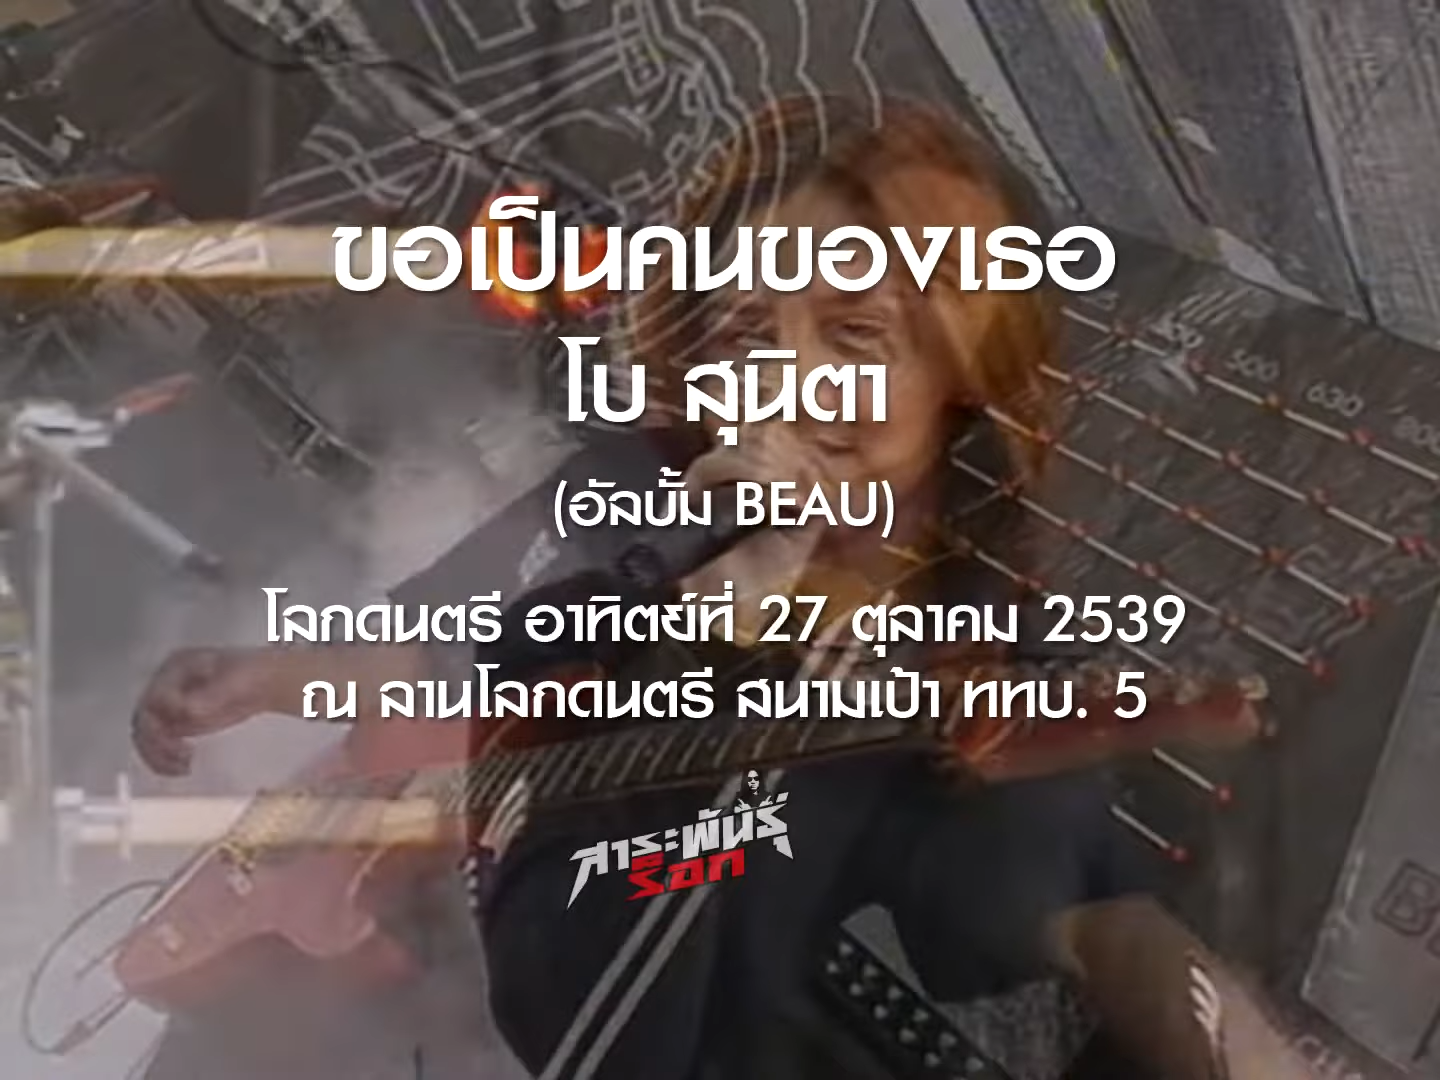 ขอเป็นคนของเธอ
โบ สุนิตา
(อัลบั้ม BEAU)
โลกดนตรี อาทิตย์ที่ 27 ตุลาคม 2539
ณ ลานโลกดนตรี สนามเป้า ททบ. 5
สาระพันธุ์
ร็อก
500
630
800